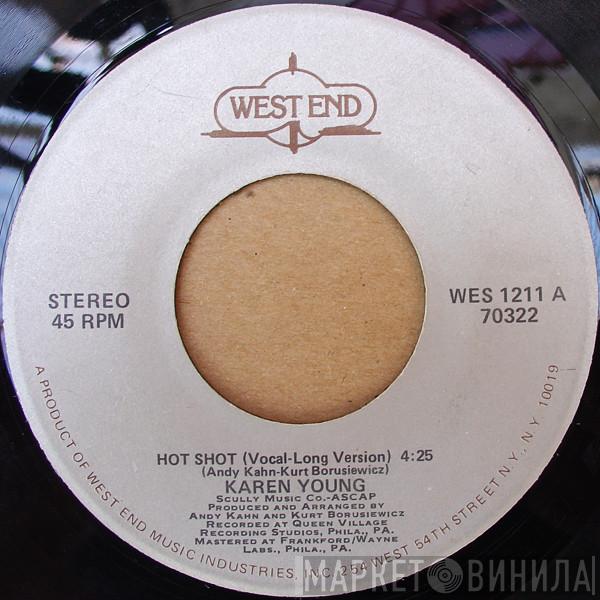 WEST END
STEREO
45 RPM
WES 1211 A
70322
HOT SHOT (Vocal-Long Version) 4:25
(Andy Kahn-Kurt Borusiewicz)
KAREN YOUNG
SCULLY MUSIC CO.-ASCAP
PRODUCED AND ARRANGED BY
ANDY KAHN AND KURT BORUSIEWICZ
RECORDED AT QUEEN VILLAGE
RECORDING STUDIOS, PHILA., PA.
MASTERED AT FRANKFORD/WAYNE
LABS., PHILA., PA.
A PRODUCT OF WEST END MUSIC INDUSTRIES, INC. 254 WEST 54TH STREET N.Y., N.Y. 10019
МАРКЕТ ВИНИЛА